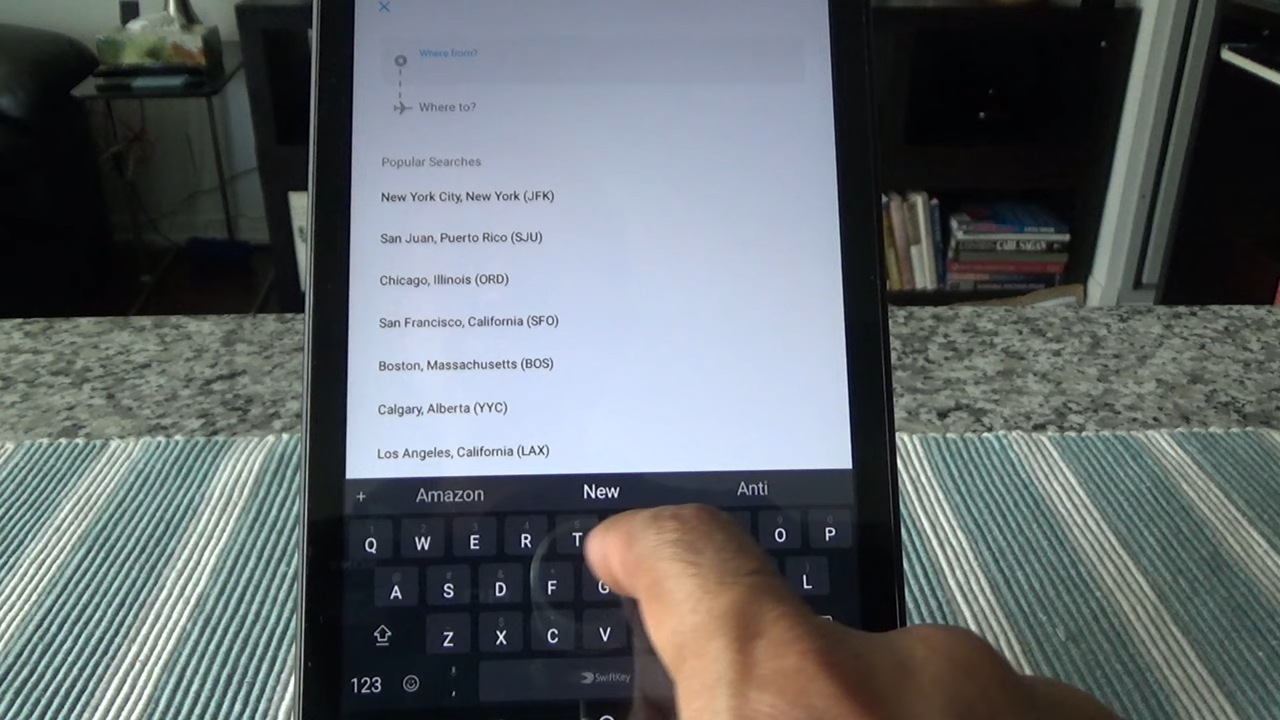 Where from?
Where to?
Popular Searches
New York City, New York (JFK)
San Juan, Puerto Rico (SJU)
Chicago, Illinois (ORD)
San Francisco, California (SFO)
Boston, Massachusetts (BOS)
Calgary, Alberta (YYC)
Los Angeles, California (LAX)
+ Amazon New Anti
Q W E R T O P
A S D F G L
Z X C V
123 SwiftKey
CARL SAGAN